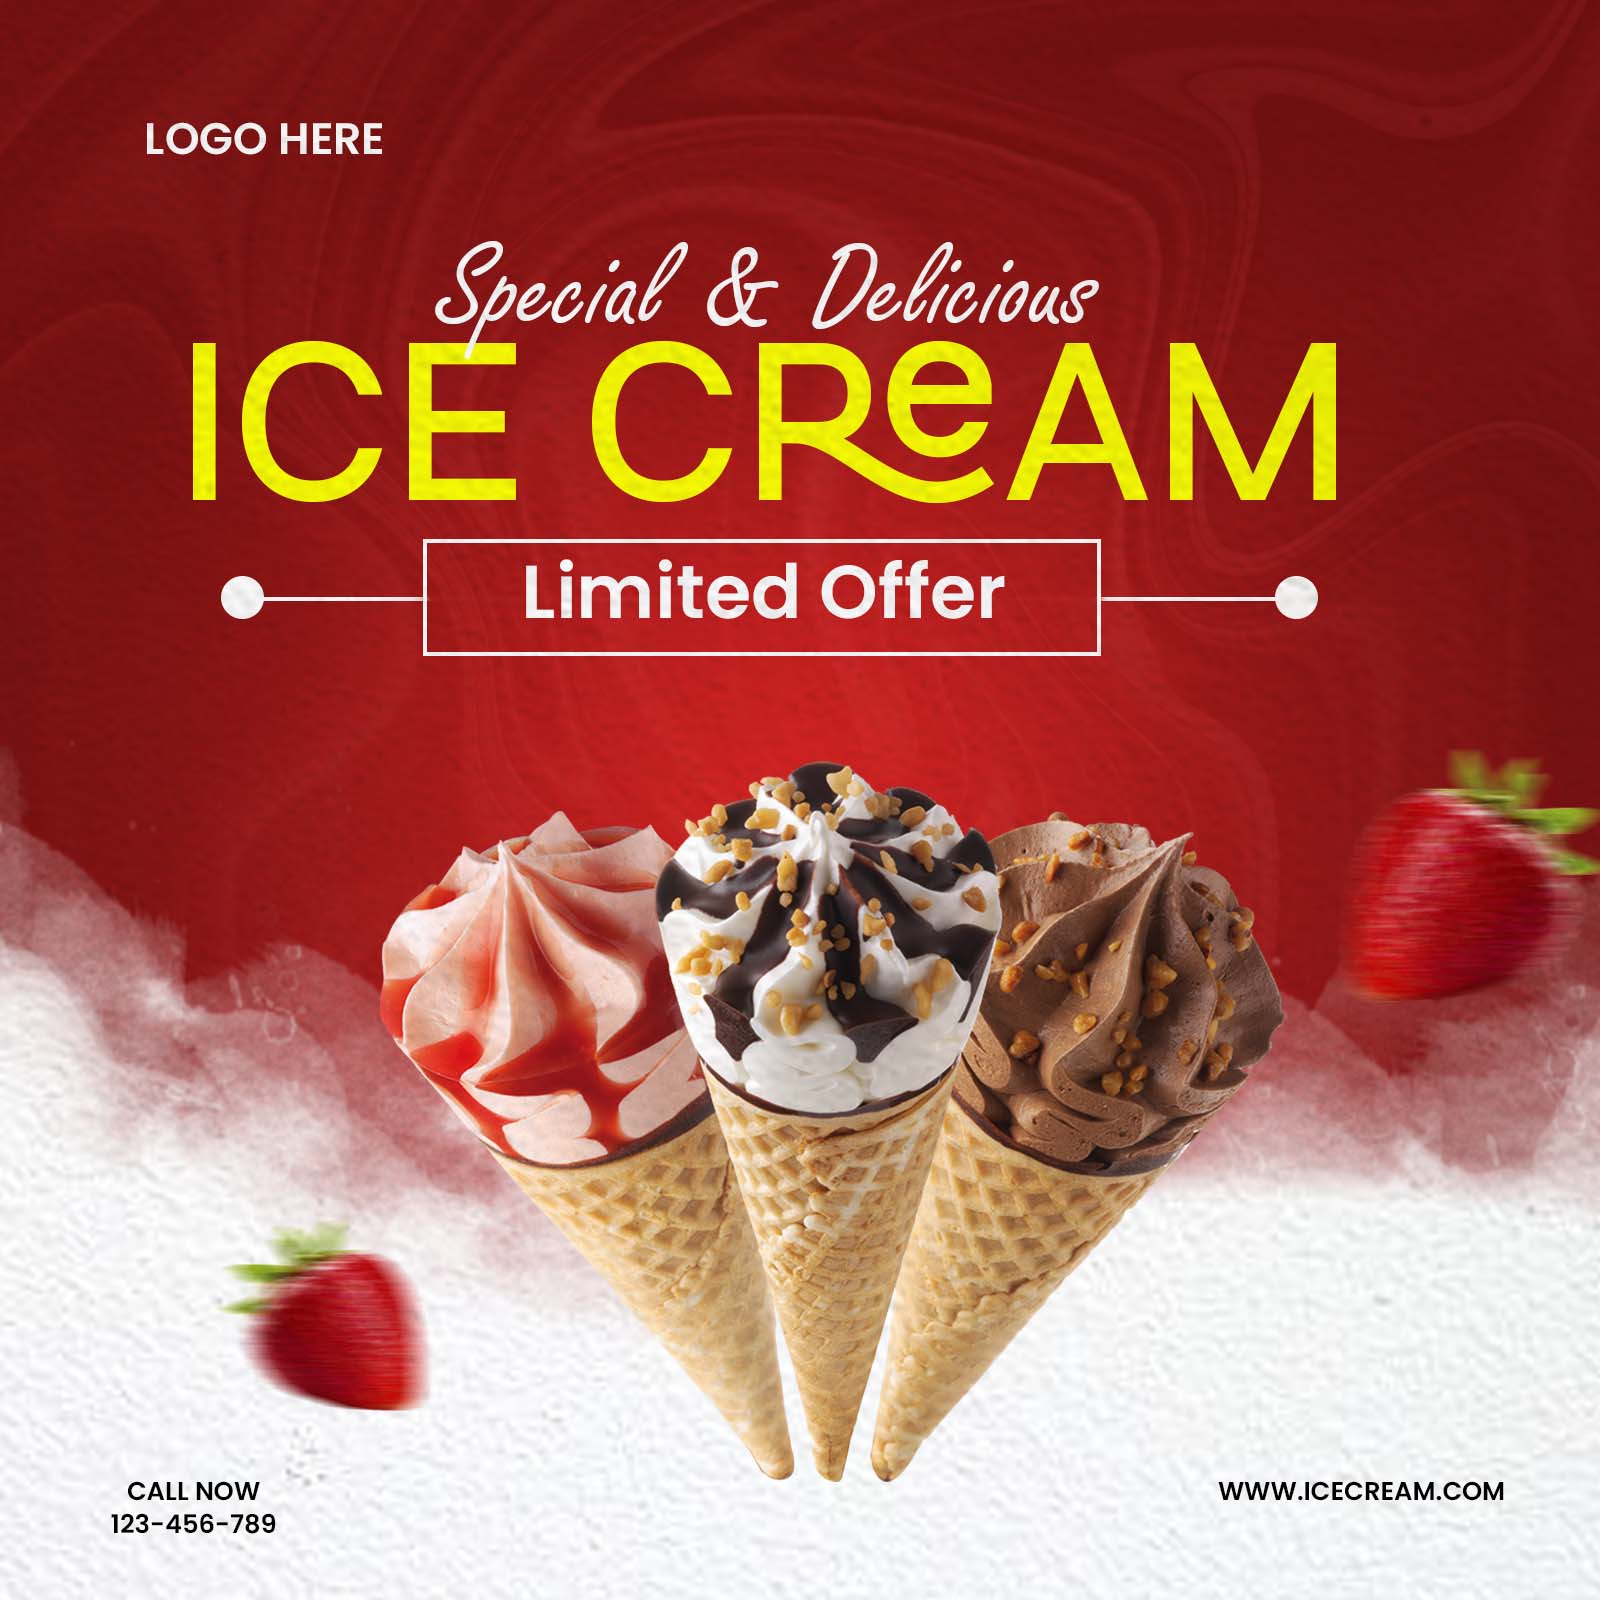 LOGO HERE
Special & Delicious
ICE CReAM
Limited Offer
CALL NOW
123-456-789
WWW.ICECREAM.COM